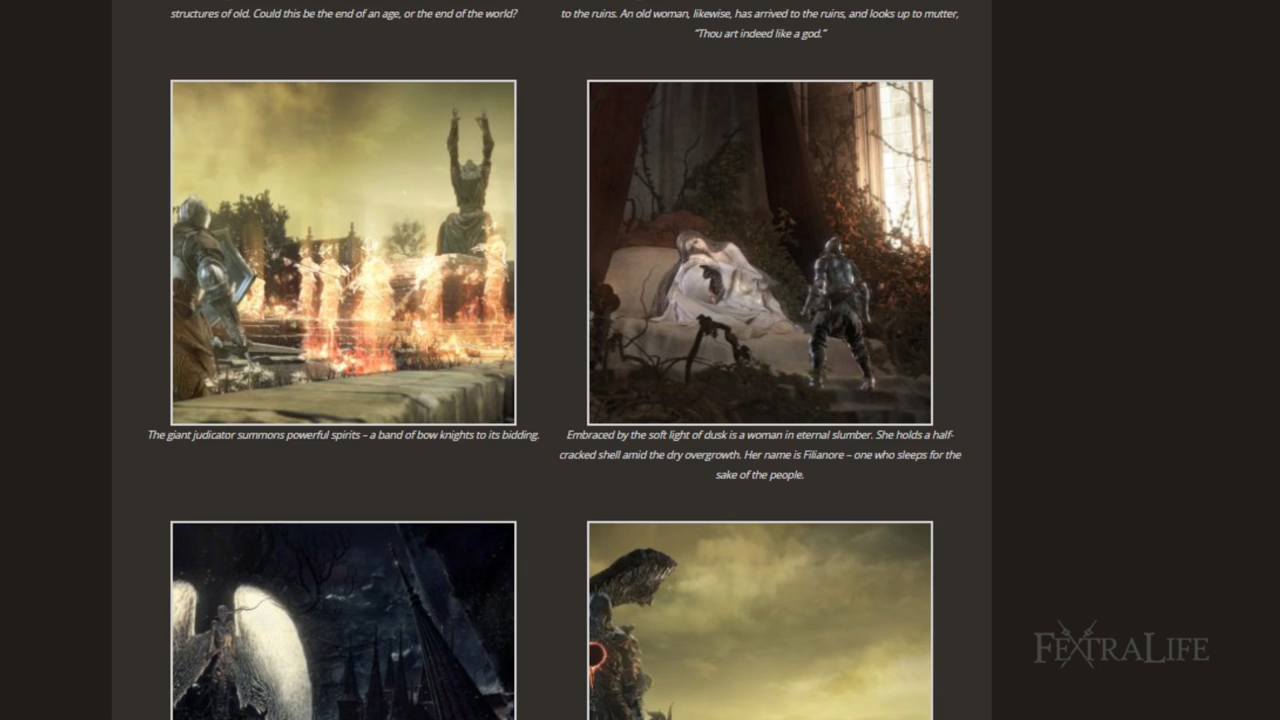 structures of old. Could this be the end of an age, or the end of the world?
to the ruins. An old woman, likewise, has arrived to the ruins, and looks up to mutter,
“Thou art indeed like a god.”
The giant judicator summons powerful spirits – a band of bow knights to its bidding.
Embraced by the soft light of dusk is a woman in eternal slumber. She holds a half-
cracked shell amid the dry overgrowth. Her name is Filianore – one who sleeps for the
sake of the people.
FEXTRALIFE